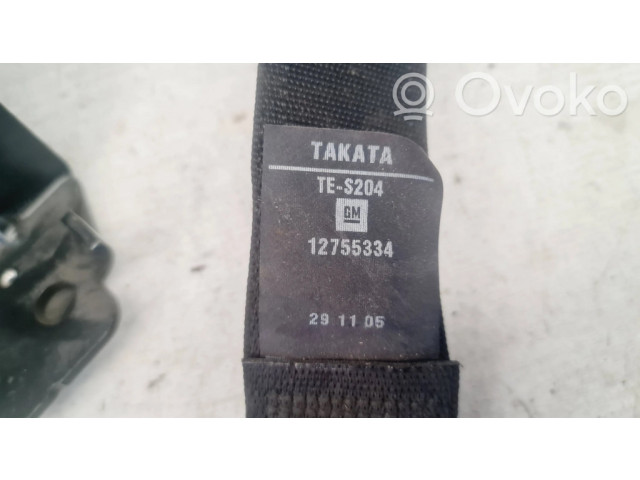 Ovoko
TAKATA
TE-S204
GM
12755334
29 11 05